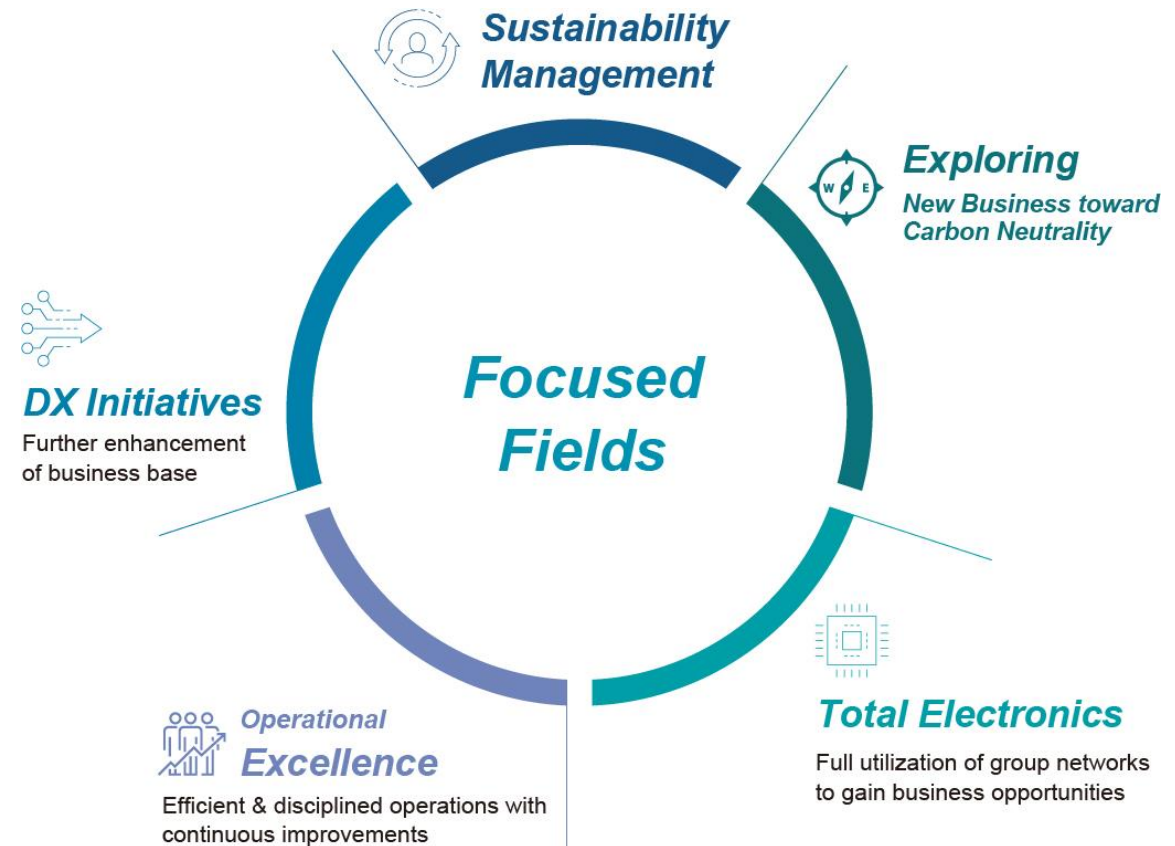 Sustainability
Management
W E
Exploring
New Business toward
Carbon Neutrality
Focused
Fields
DX Initiatives
Further enhancement
of business base
Total Electronics
Full utilization of group networks
to gain business opportunities
Operational
Excellence
Efficient & disciplined operations with
continuous improvements